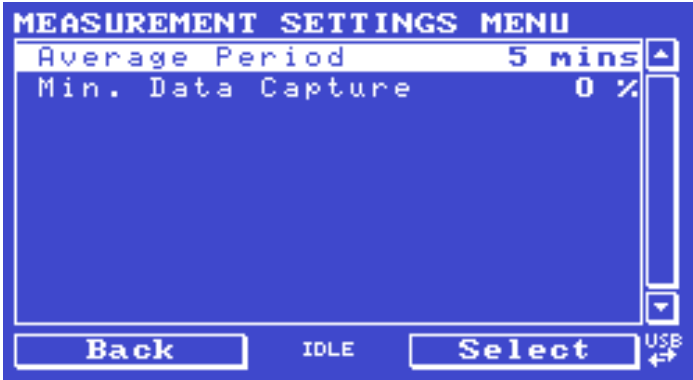 MEASUREMENT SETTINGS MENU
Average Period 5 mins
Min. Data Capture 0 %
Back IDLE Select USB